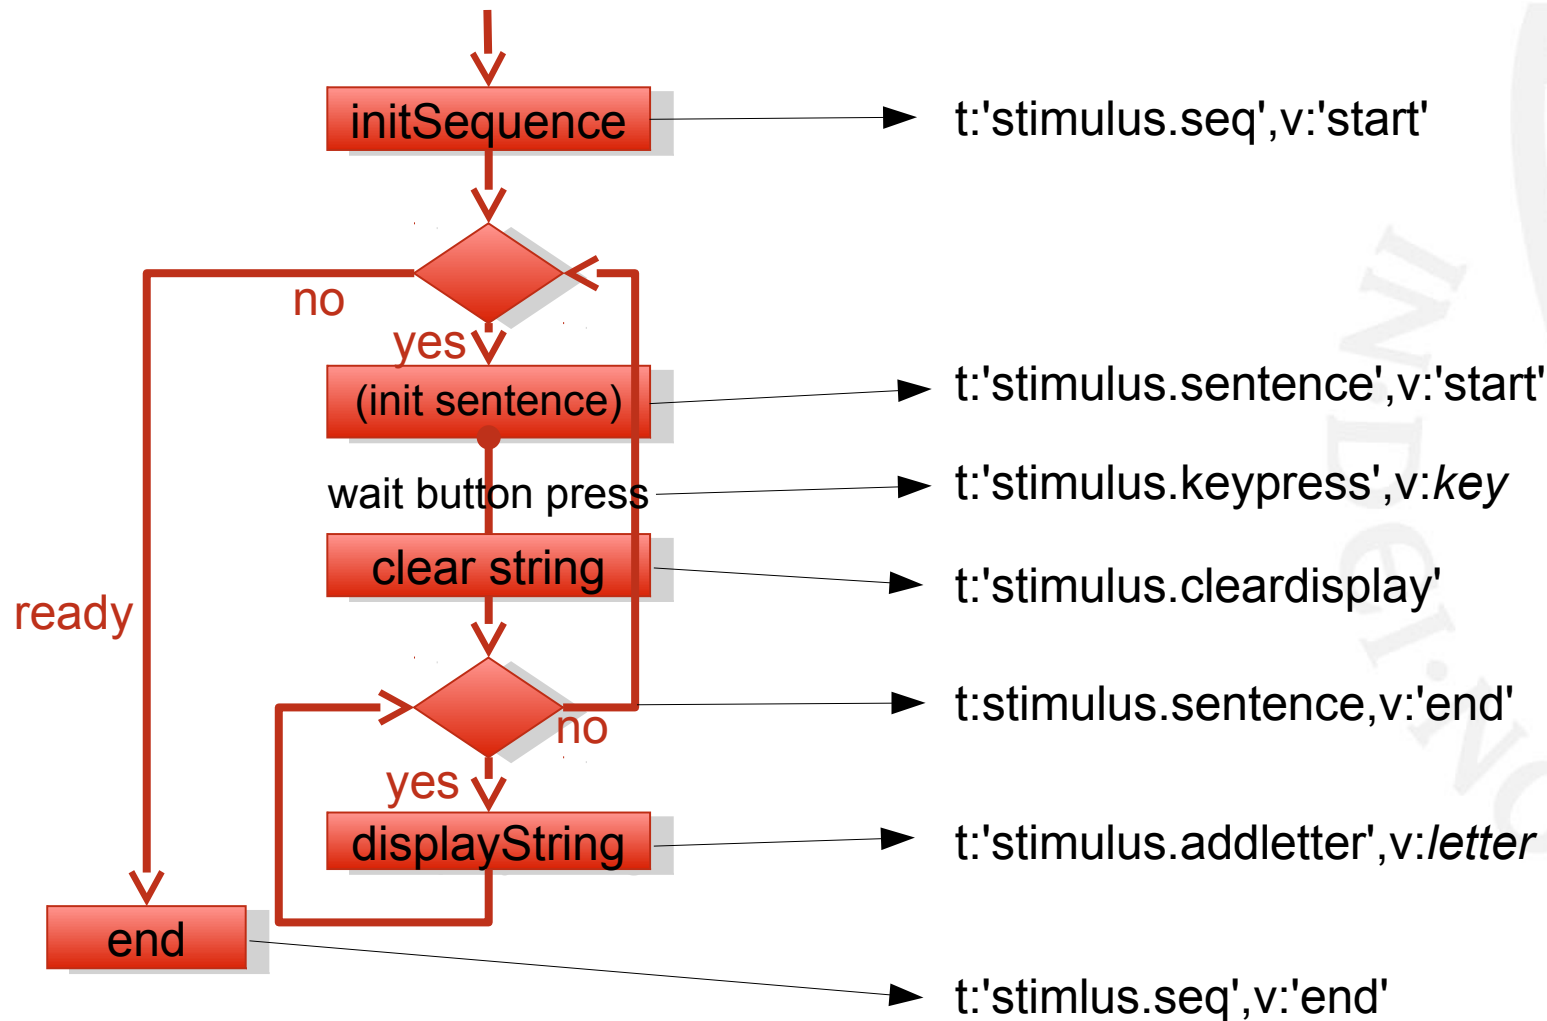 initSequence
t:'stimulus.seq',v:'start'
no
yes
(init sentence)
t:'stimulus.sentence',v:'start'
wait button press
t:'stimulus.keypress',v:key
clear string
t:'stimulus.cleardisplay'
ready
t:stimulus.sentence,v:'end'
no
yes
displayString
t:'stimulus.addletter',v:letter
end
t:'stimlus.seq',v:'end'